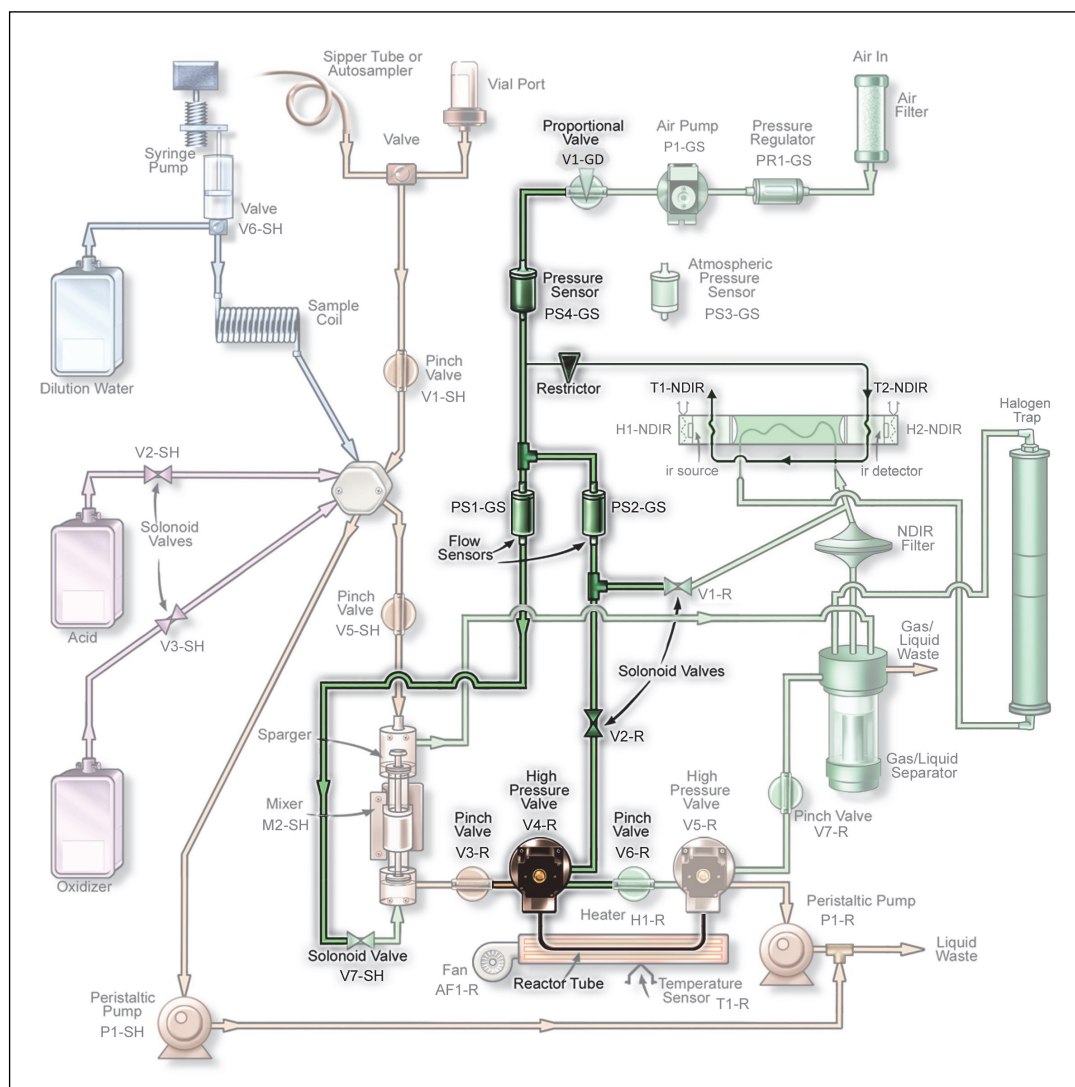 Sipper Tube or
Autosampler
Vial Port
Air In
Air
Filter
Syringe
Pump
Valve
Proportional
Valve
V1-GD
Air Pump
P1-GS
Pressure
Regulator
PR1-GS
Valve
V6-SH
Pressure
Sensor
PS4-GS
Atmospheric
Pressure
Sensor
PS3-GS
Sample
Coil
Dilution Water
Pinch
Valve
V1-SH
Restrictor
T1-NDIR
T2-NDIR
Halogen
Trap
H1-NDIR
H2-NDIR
ir source
ir detector
V2-SH
Solonoid
Valves
PS1-GS
PS2-GS
Flow
Sensors
NDIR
Filter
V1-R
Acid
V3-SH
Pinch
Valve
V5-SH
Gas/
Liquid
Waste
Solonoid Valves
V2-R
Sparger
Gas/Liquid
Separator
Mixer
M2-SH
High
Pressure
Valve
V4-R
High
Pressure
Valve
V5-R
Pinch
Valve
V3-R
Pinch
Valve
V6-R
Pinch Valve
V7-R
Oxidizer
Heater
H1-R
Peristaltic Pump
P1-R
Solonoid Valve
V7-SH
Fan
AF1-R
Reactor Tube
Temperature
Sensor
T1-R
Liquid
Waste
Peristaltic
Pump
P1-SH